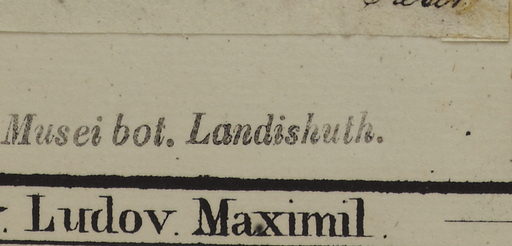 Musei bot. Landishuth.
Ludov. Maximil.